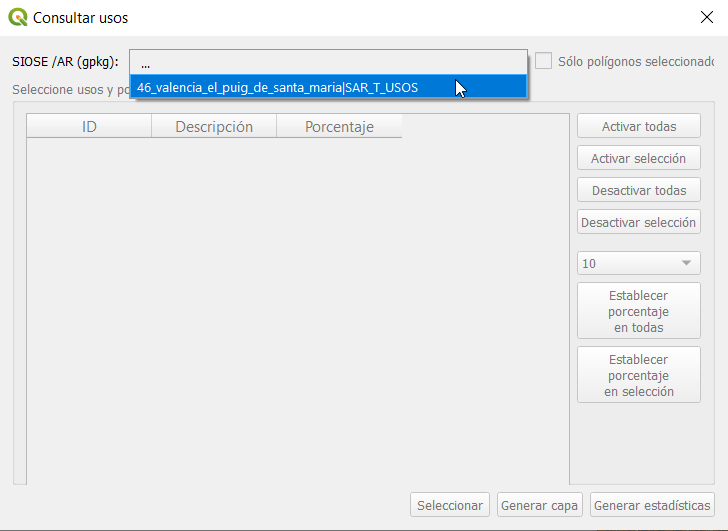 Consultar usos
SIOSE /AR (gpkg):
...
Sólo polígonos seleccionado
46_valencia_el_puig_de_santa_maria|SAR_T_USOS
Seleccione usos y po
ID
Descripción
Porcentaje
Activar todas
Activar selección
Desactivar todas
Desactivar selección
10
Establecer
porcentaje
en todas
Establecer
porcentaje
en selección
Seleccionar
Generar capa
Generar estadísticas